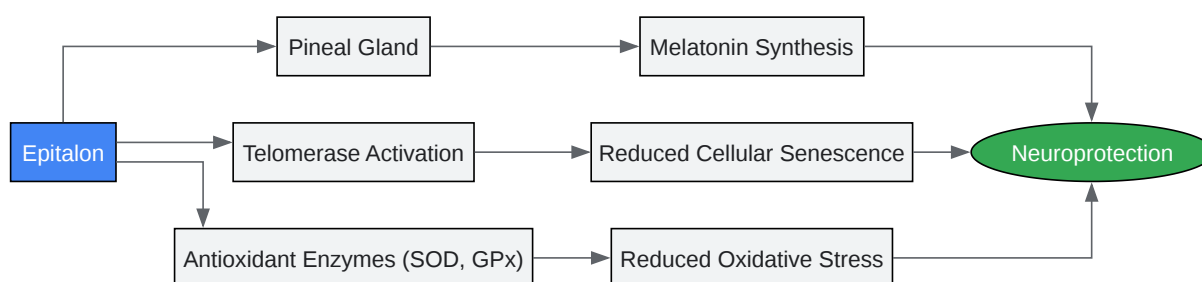 Pineal Gland
Melatonin Synthesis
Epitalon
Telomerase Activation
Reduced Cellular Senescence
Neuroprotection
Antioxidant Enzymes (SOD, GPx)
Reduced Oxidative Stress